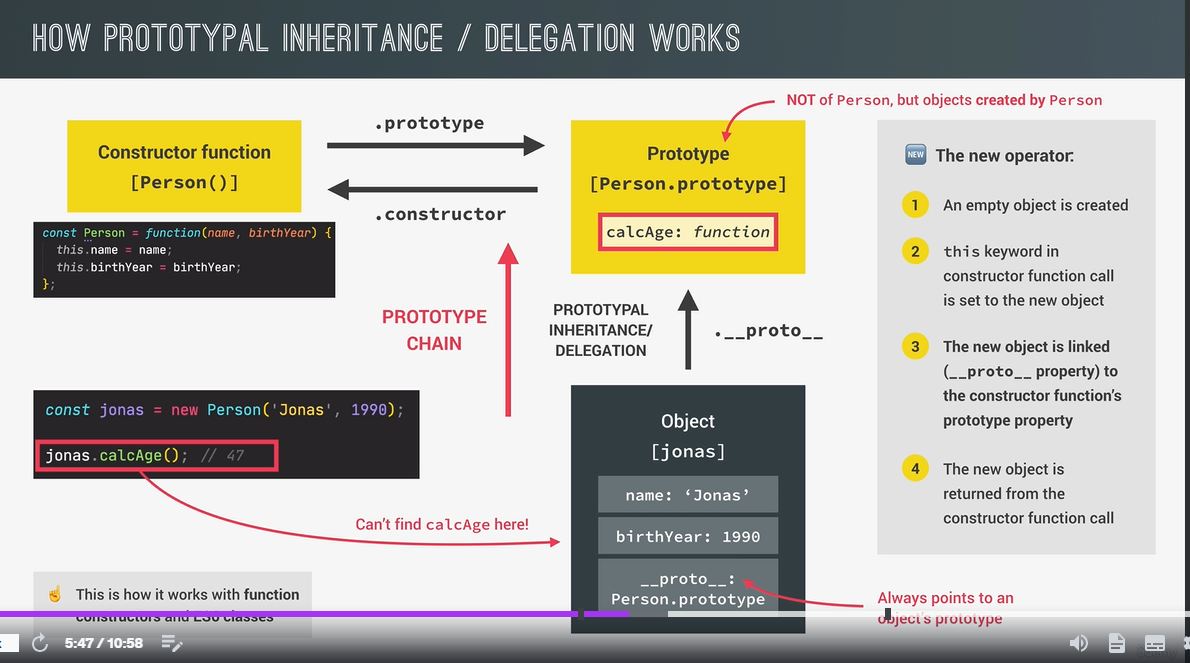 HOW PROTOTYPAL INHERITANCE / DELEGATION WORKS
NOT of Person, but objects created by Person
Constructor function
[Person()]
.prototype
.constructor
Prototype
[Person.prototype]
calcAge: function
const Person = function(name, birthYear) {
this.name = name;
this.birthYear = birthYear;
};
PROTOTYPE
CHAIN
PROTOTYPAL
INHERITANCE/
DELEGATION
.__proto__
const jonas = new Person('Jonas', 1990);
jonas.calcAge(); // 47
Can't find calcAge here!
Object
[jonas]
name: ‘Jonas’
birthYear: 1990
__proto__:
Person.prototype
Always points to an
object's prototype
NEW The new operator:
1 An empty object is created
2 this keyword in
constructor function call
is set to the new object
3 The new object is linked
(__proto__ property) to
the constructor function's
prototype property
4 The new object is
returned from the
constructor function call
☝ This is how it works with function
constructors and ES6 classes
5:47 / 10:58